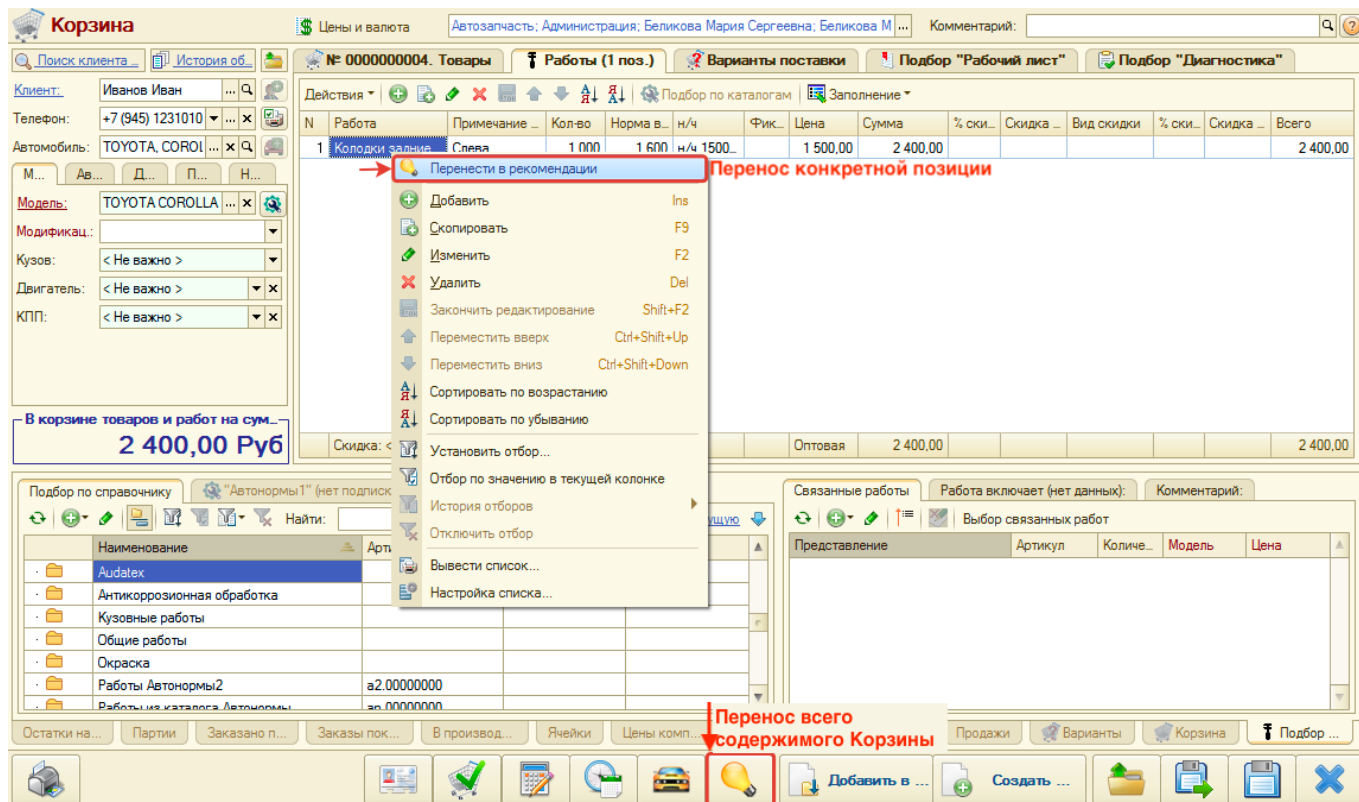 Корзина
Цены и валюта
Автозапчасть; Администрация; Беликова Мария Сергеевна; Беликова М ...
Комментарий:
Поиск клиента ...
История об...
№ 0000000004. Товары
Работы (1 поз.)
Варианты поставки
Подбор "Рабочий лист"
Подбор "Диагностика"
Клиент:
Иванов Иван
Действия
Подбор по каталогам
Заполнение
Телефон:
+7 (945) 1231010
N Работа Примечание ... Кол-во Норма в... н/ч Фик... Цена Сумма % ски... Скидка ... Вид скидки % ски... Скидка ... Всего
Автомобиль:
TOYOTA, COROL
1 Колодки задние Слева 1,000 1,600 н/ч 1500... 1 500,00 2 400,00 2 400,00
М... Ав... Д... П... Н...
Перенести в рекомендации
Перенос конкретной позиции
Модель:
TOYOTA COROLLA
Добавить Ins
Модификац.:
Скопировать F9
Кузов:
< Не важно >
Изменить F2
Двигатель:
< Не важно >
Удалить Del
КПП:
< Не важно >
Закончить редактирование Shift+F2
Переместить вверх Ctrl+Shift+Up
Переместить вниз Ctrl+Shift+Down
Сортировать по возрастанию
Сортировать по убыванию
В корзине товаров и работ на сум...
2 400,00 Руб
Скидка: <
Оптовая 2 400,00 2 400,00
Установить отбор...
Отбор по значению в текущей колонке
История отборов
Отключить отбор
Вывести список...
Настройка списка...
Подбор по справочнику
"Автонормы1" (нет подписк
Связанные работы
Работа включает (нет данных):
Комментарий:
Найти:
Выбор связанных работ
Наименование
Представление Артикул Количе... Модель Цена
Audatex
Антикоррозионная обработка
Кузовные работы
Общие работы
Окраска
Работы Автонормы2 a2.00000000
Работы из каталога Автонормы an.00000000
Перенос всего
содержимого Корзины
Остатки на... Партии Заказано п... Заказы пок... В производ... Ячейки Цены комп... Продажи Варианты Корзина Подбор ...
Добавить в ...
Создать ...